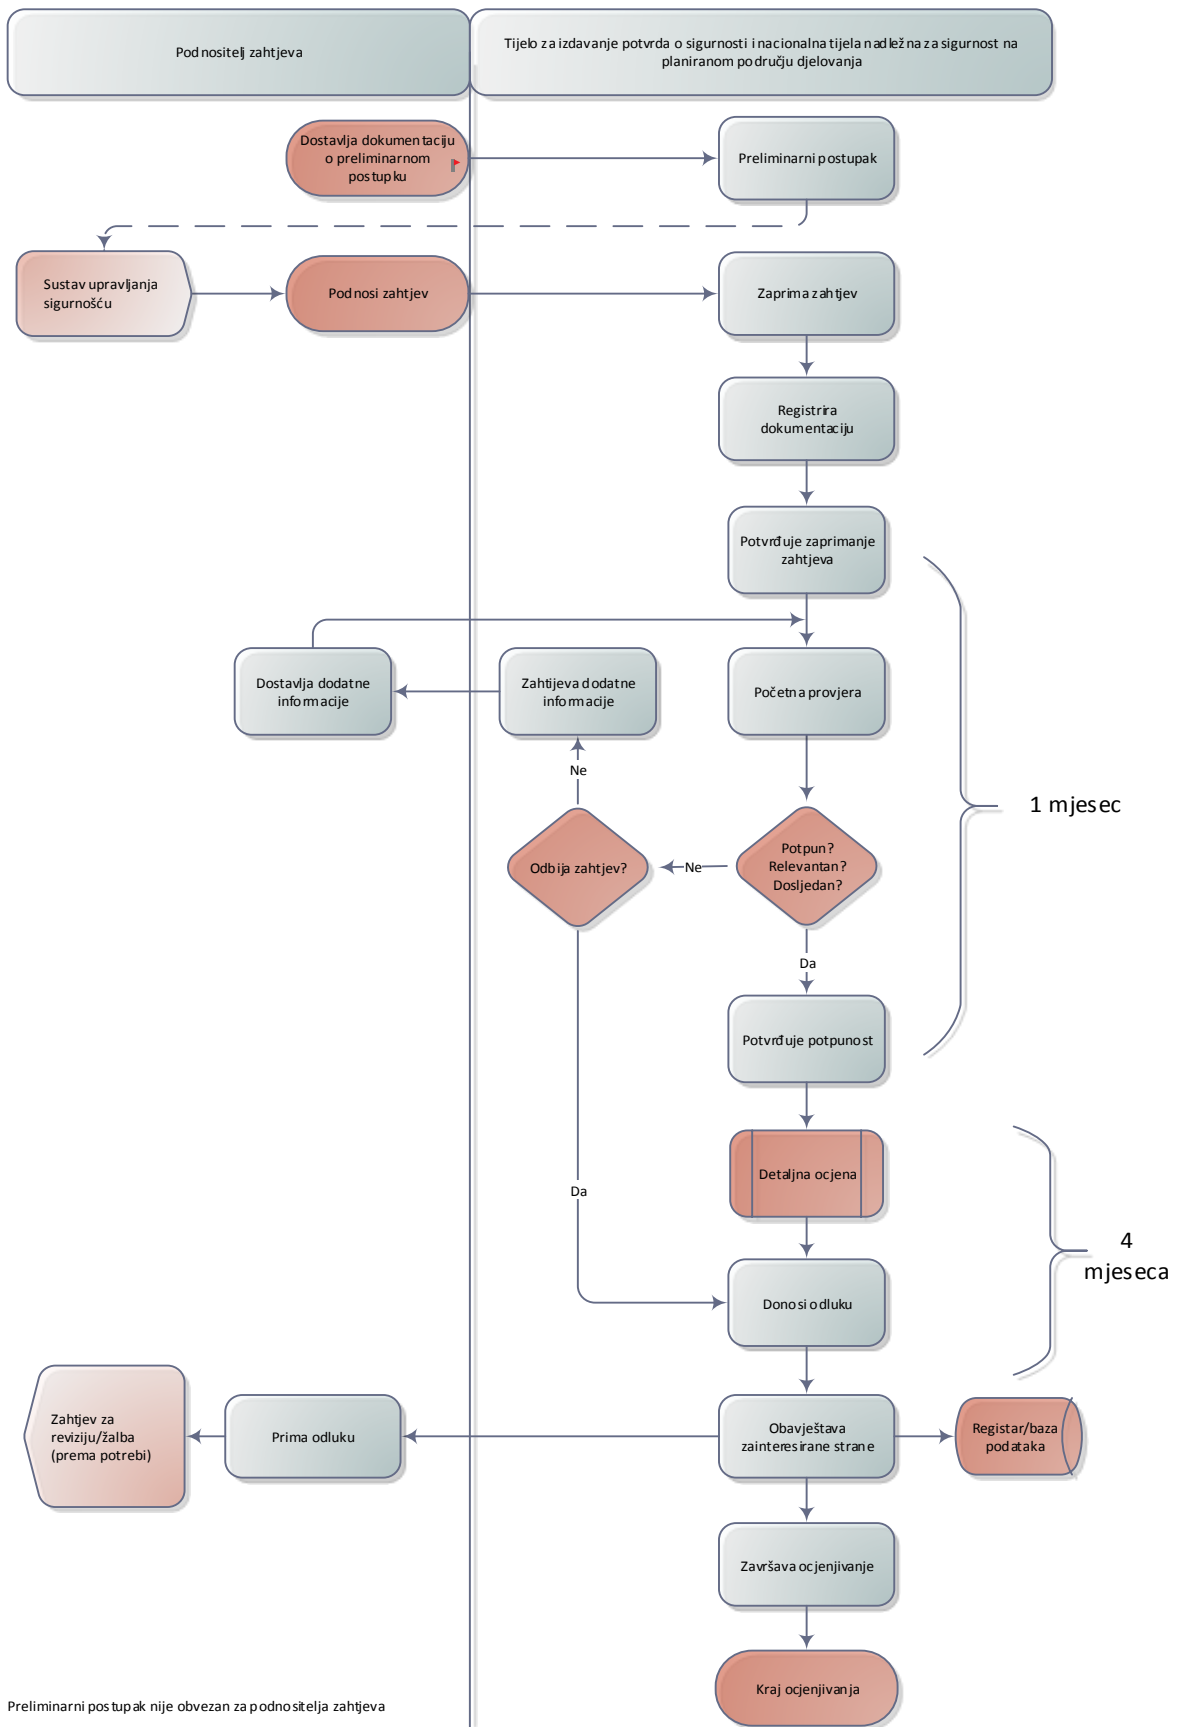 Podnositelj zahtjeva
Tijelo za izdavanje potvrda o sigurnosti i nacionalna tijela nadležna za sigurnost na
planiranom području djelovanja
Dostavlja dokumentaciju
o preliminarnom
postupku
Preliminarni postupak
Sustav upravljanja
sigurnošću
Podnosi zahtjev
Zaprima zahtjev
Registrira
dokumentaciju
Potvrđuje zaprimanje
zahtjeva
Dostavlja dodatne
informacije
Zahtijeva dodatne
informacije
Početna provjera
Ne
1 mjesec
Odbija zahtjev?
Ne
Potpun?
Relevantan?
Dosljedan?
Da
Potvrđuje potpunost
Detaljna ocjena
Da
4
mjeseca
Donosi odluku
Zahtjev za
reviziju/žalba
(prema potrebi)
Prima odluku
Obavještava
zainteresirane strane
Registar/baza
podataka
Završava ocjenjivanje
Kraj ocjenjivanja
Preliminarni postupak nije obvezan za podnositelja zahtjeva